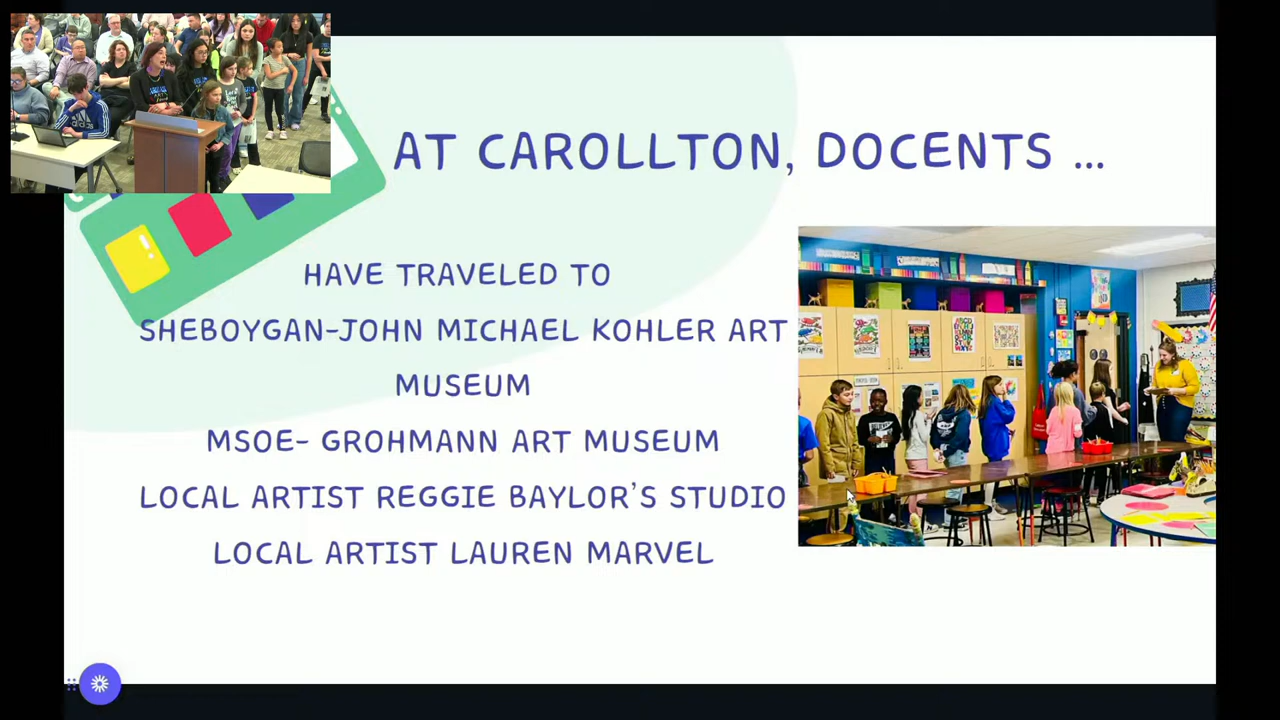 AT CAROLLTON, DOCENTS ...
HAVE TRAVELED TO
SHEBOYGAN-JOHN MICHAEL KOHLER ART
MUSEUM
MSOE- GROHMANN ART MUSEUM
LOCAL ARTIST REGGIE BAYLOR'S STUDIO
LOCAL ARTIST LAUREN MARVEL